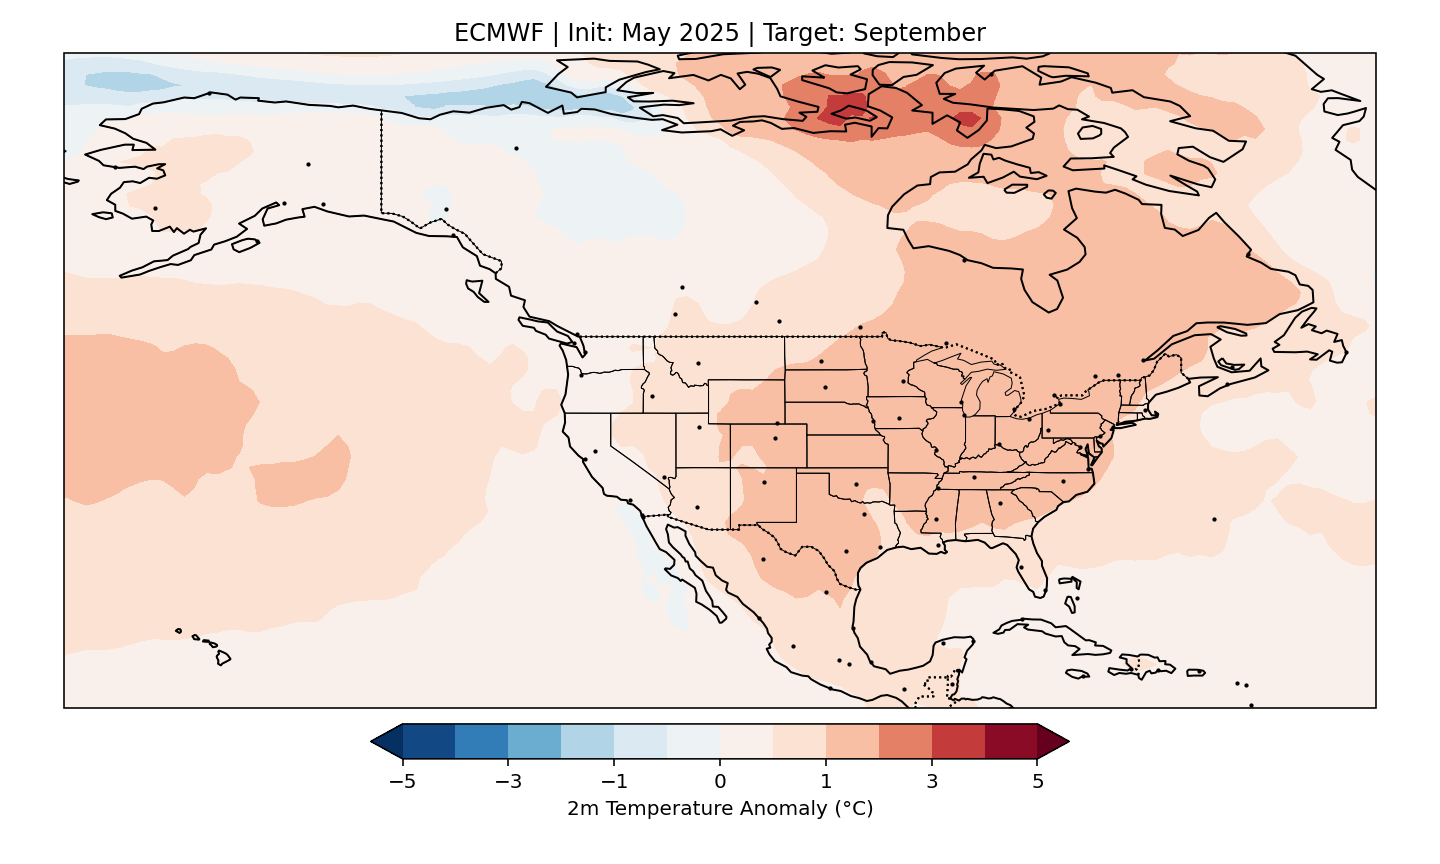 ECMWF | Init: May 2025 | Target: September
−5 −3 −1 0 1 3 5
2m Temperature Anomaly (°C)